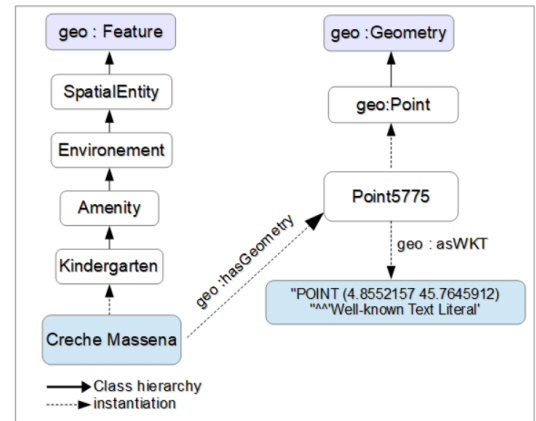 geo : Feature
geo :Geometry
SpatialEntity
geo:Point
Environement
Amenity
Point5775
geo :hasGeometry
geo : asWKT
Kindergarten
"POINT (4.8552157 45.7645912)
"^^'Well-known Text Literal'
Creche Massena
Class hierarchy
instantiation